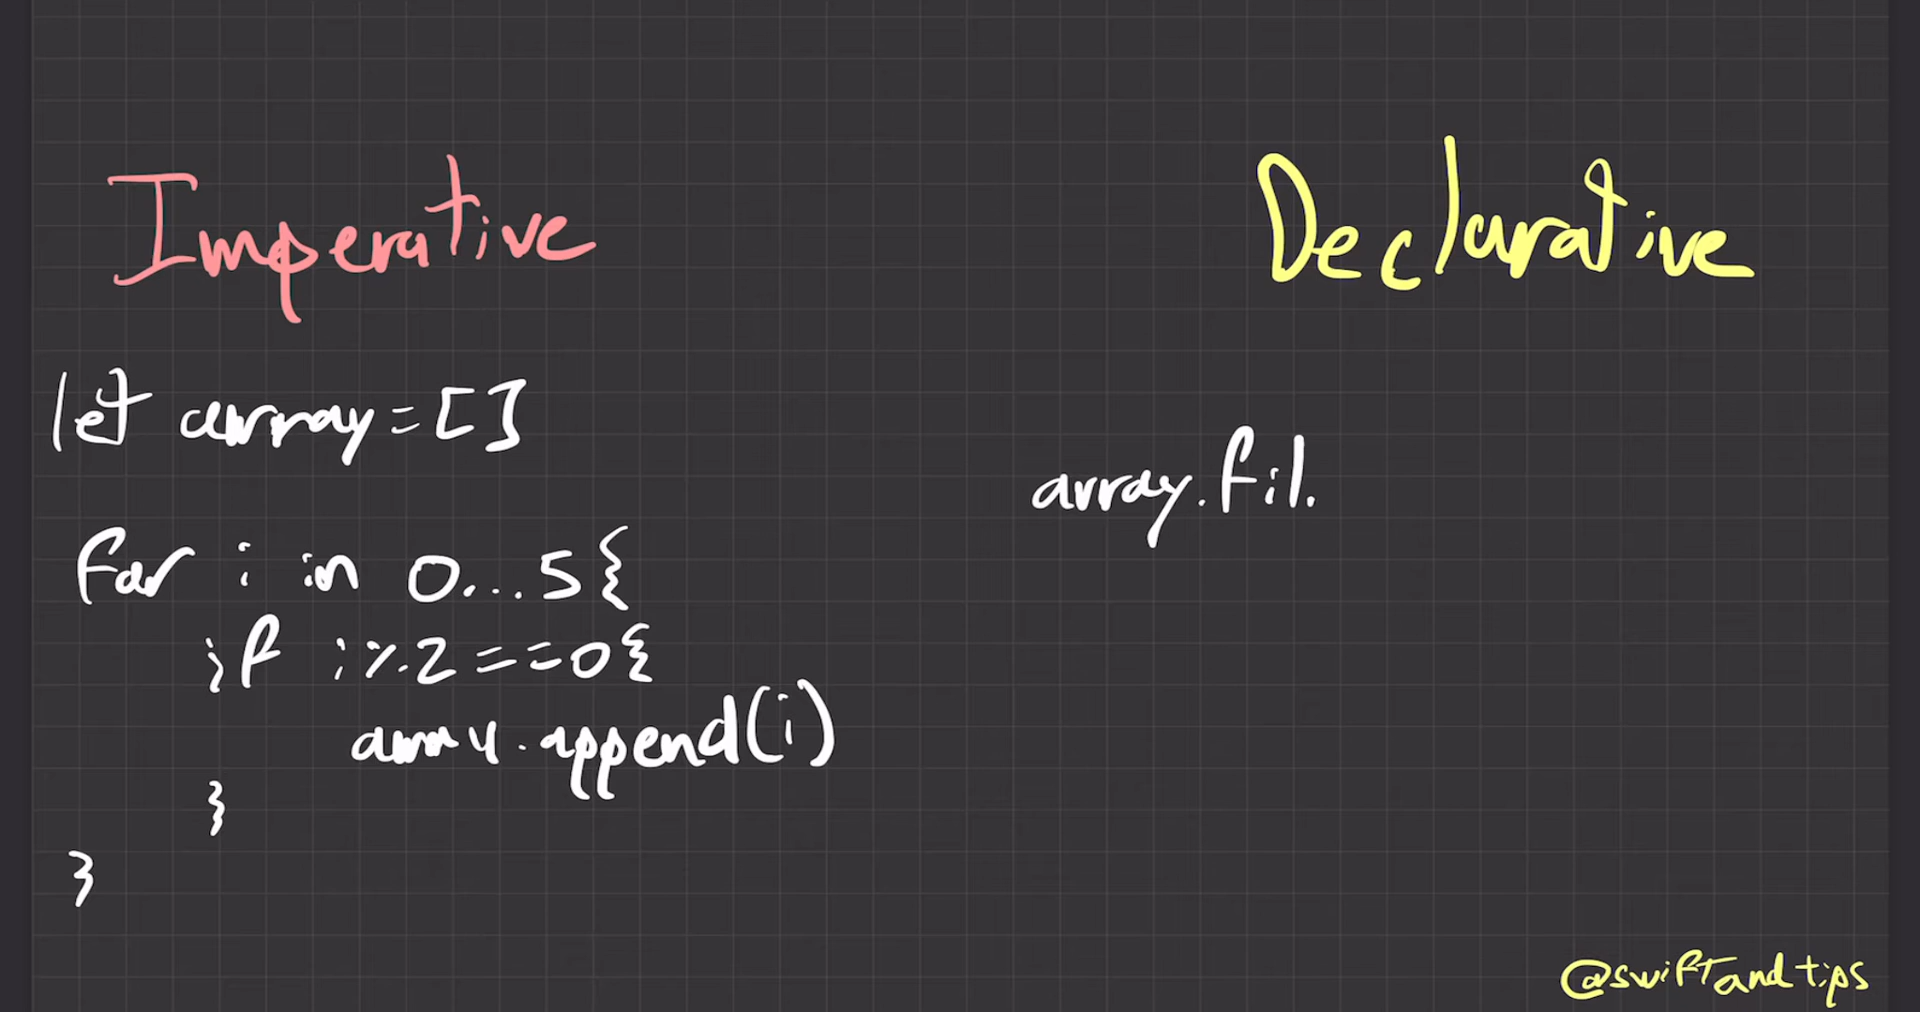 Imperative
let array = []
for i in 0...5{
if i%2==0{
array.append(i)
}
}
Declarative
array.fil.
@swiftandtips